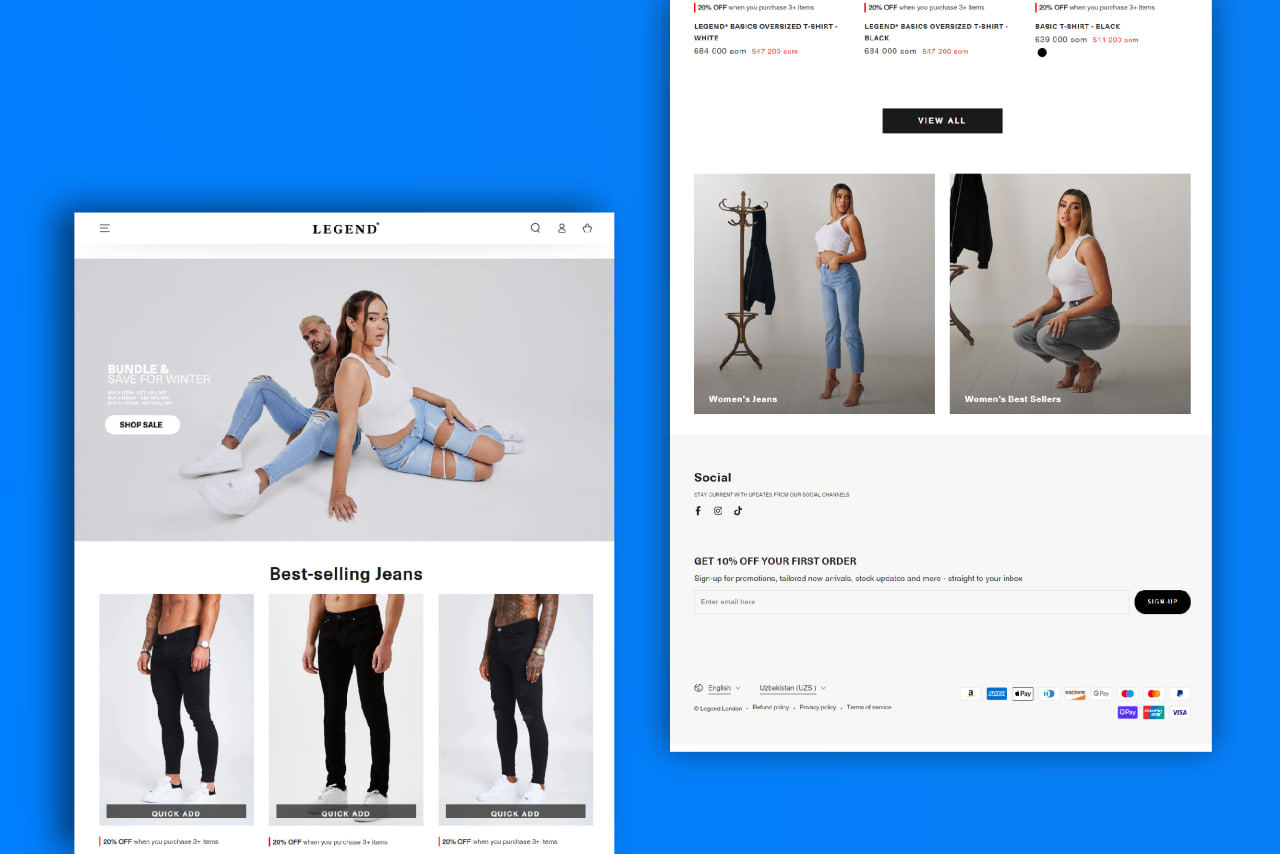 LEGEND
BUNDLE &
SAVE FOR WINTER
SHOP SALE
Best-selling Jeans
QUICK ADD
QUICK ADD
QUICK ADD
20% OFF when you purchase 3+ items
20% OFF when you purchase 3+ items
20% OFF when you purchase 3+ items
20% OFF when you purchase 3+ items
20% OFF when you purchase 3+ items
20% OFF when you purchase 3+ items
LEGEND® BASICS OVERSIZED T-SHIRT -
WHITE
684 000 som 547 200 som
LEGEND® BASICS OVERSIZED T-SHIRT -
BLACK
684 000 som 547 200 som
BASIC T-SHIRT - BLACK
639 000 som 511 200 som
VIEW ALL
Women's Jeans
Women's Best Sellers
Social
STAY CURRENT WITH UPDATES FROM OUR SOCIAL CHANNELS
GET 10% OFF YOUR FIRST ORDER
Sign-up for promotions, tailored new arrivals, stock updates and more - straight to your inbox
Enter email here
SIGN-UP
English
Uzbekistan (UZS )
© Legend London
Refund policy
Privacy policy
Terms of service
Pay
DISCOVER
G Pay
Pay
VISA